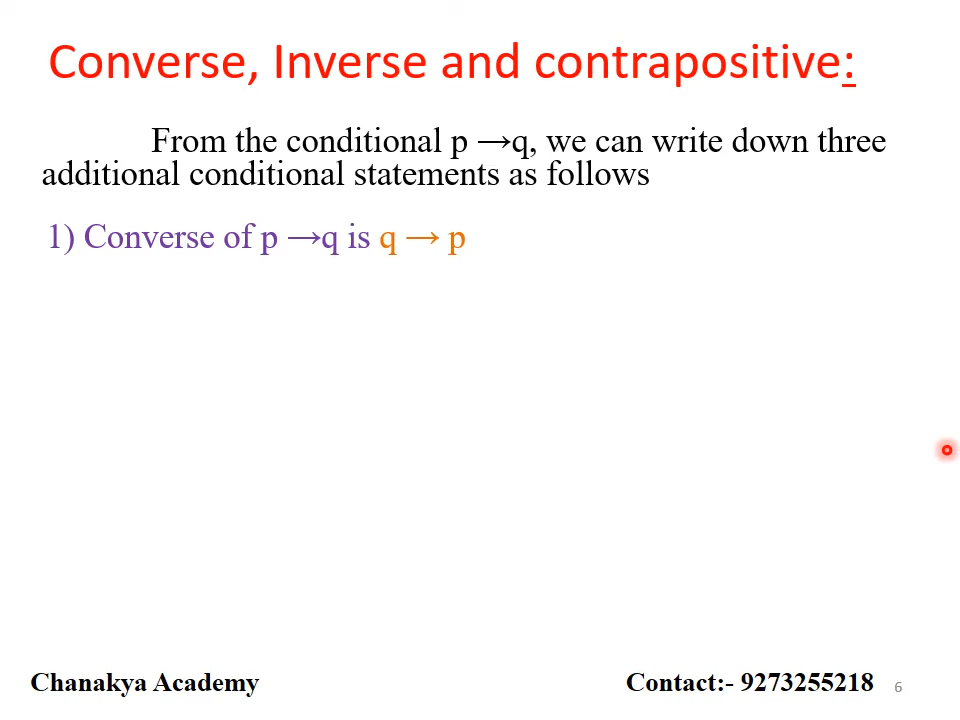 Converse, Inverse and contrapositive:
From the conditional p →q, we can write down three
additional conditional statements as follows
1) Converse of p →q is q → p
Chanakya Academy
Contact:- 9273255218
6